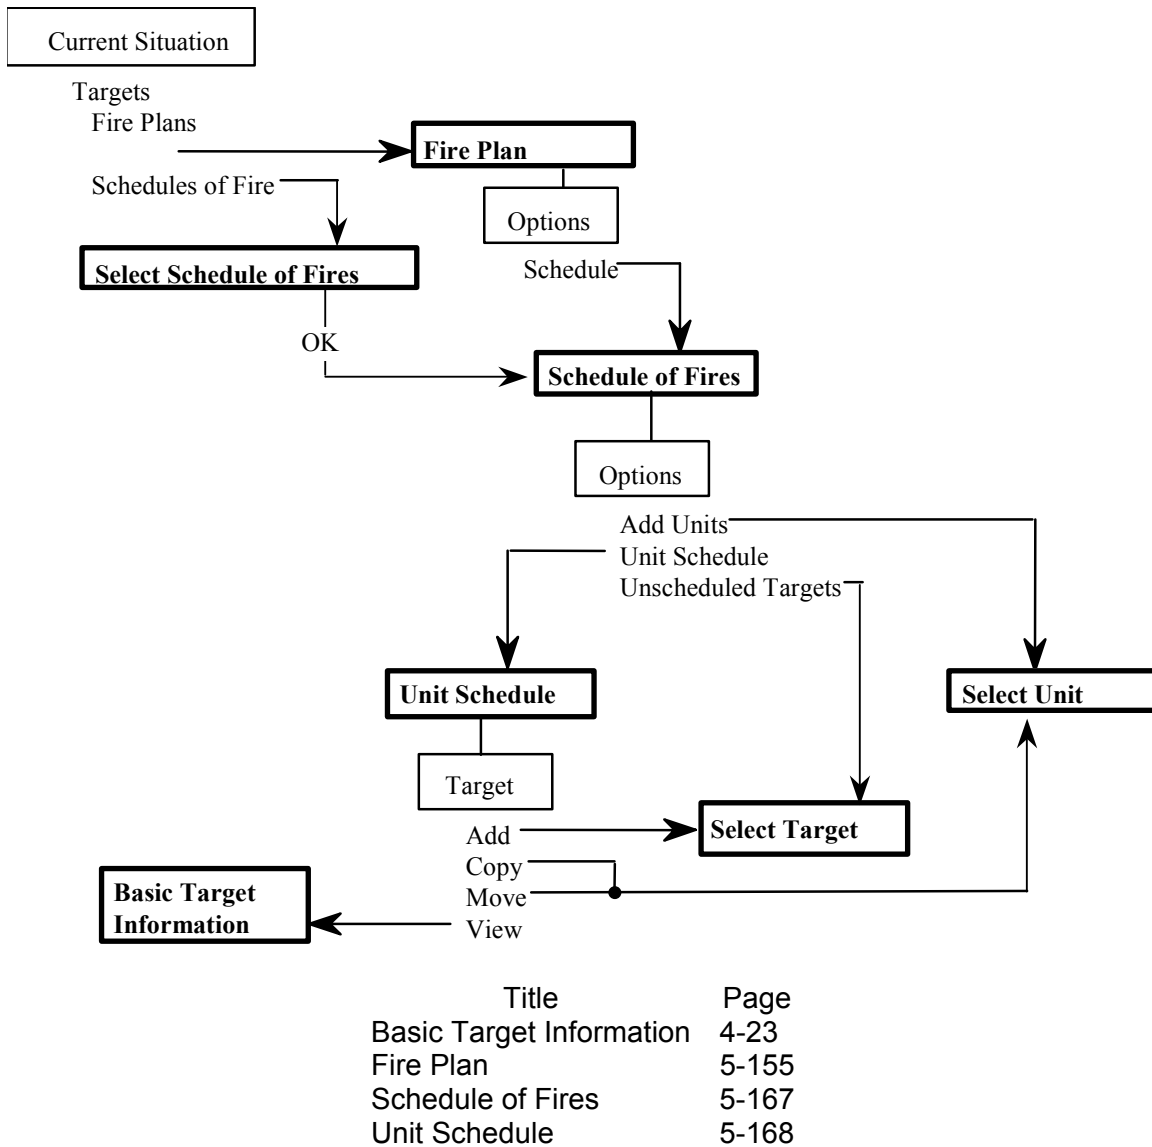 Current Situation
Targets
Fire Plans
Fire Plan
Schedules of Fire
Options
Select Schedule of Fires
Schedule
OK
Schedule of Fires
Options
Add Units
Unit Schedule
Unscheduled Targets
Unit Schedule
Select Unit
Target
Select Target
Add
Copy
Move
View
Basic Target
Information
Title Page
Basic Target Information 4-23
Fire Plan 5-155
Schedule of Fires 5-167
Unit Schedule 5-168